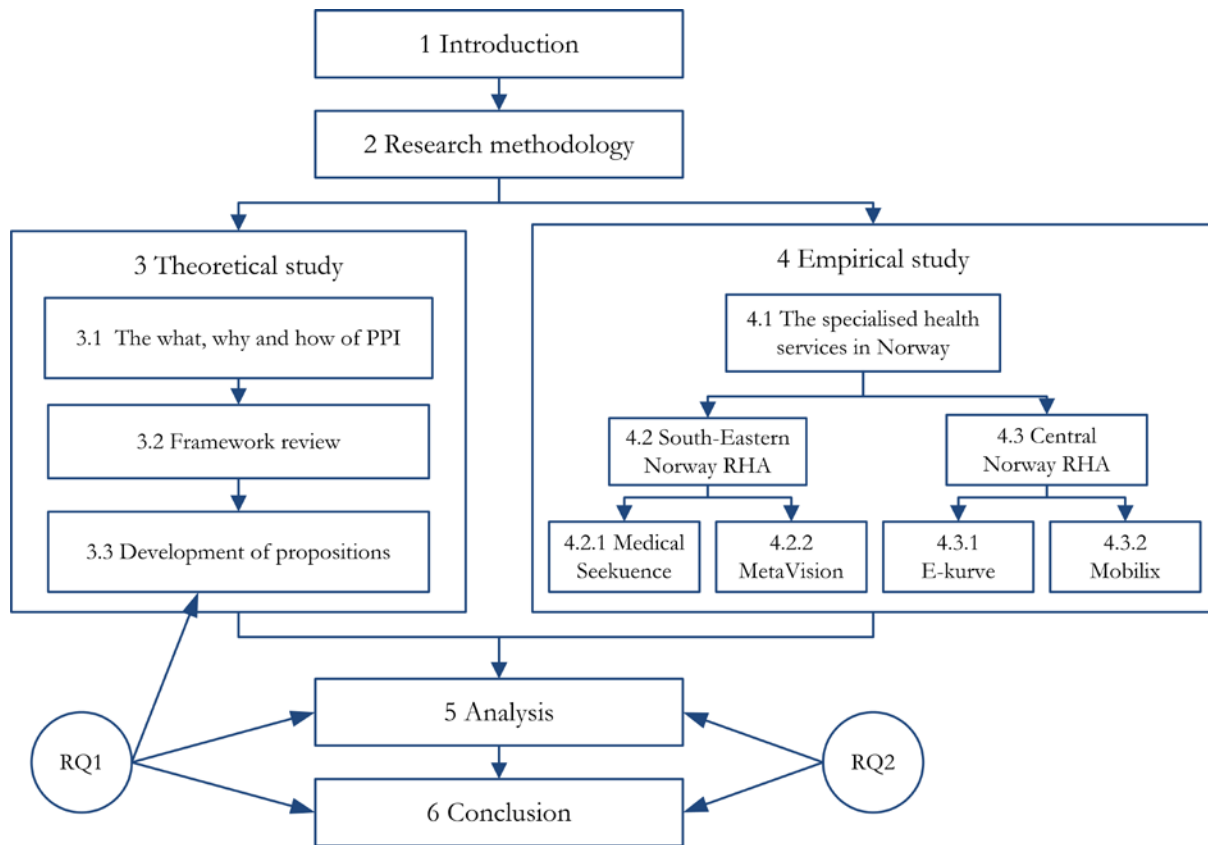 1 Introduction
2 Research methodology
3 Theoretical study
3.1 The what, why and how of PPI
3.2 Framework review
3.3 Development of propositions
4 Empirical study
4.1 The specialised health
services in Norway
4.2 South-Eastern
Norway RHA
4.3 Central
Norway RHA
4.2.1 Medical
Seekuence
4.2.2
MetaVision
4.3.1
E-kurve
4.3.2
Mobilix
5 Analysis
RQ1
RQ2
6 Conclusion